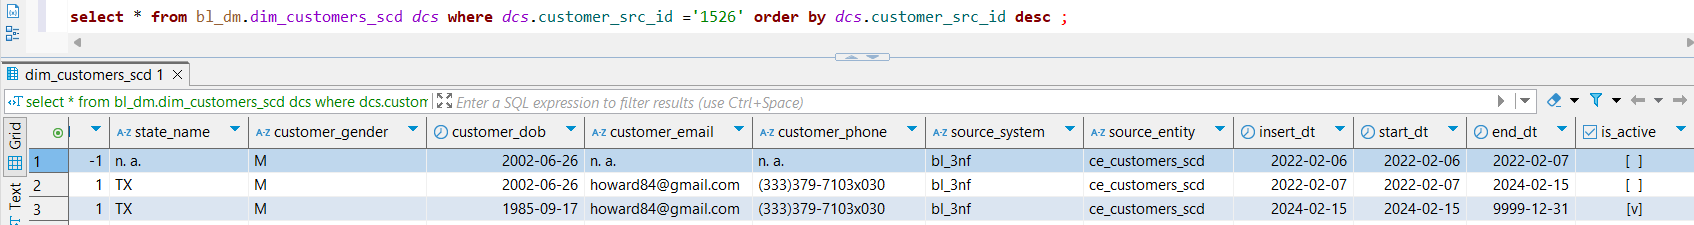 select * from bl_dm.dim_customers_scd dcs where dcs.customer_src_id ='1526' order by dcs.customer_src_id desc ;
dim_customers_scd 1
select * from bl_dm.dim_customers_scd dcs where dcs.custom Enter a SQL expression to filter results (use Ctrl+Space)
Grid
Text
state_name customer_gender customer_dob customer_email customer_phone source_system source_entity insert_dt start_dt end_dt is_active
1 -1 n. a. M 2002-06-26 n. a. n. a. bl_3nf ce_customers_scd 2022-02-06 2022-02-06 2022-02-07 [ ]
2 1 TX M 2002-06-26 howard84@gmail.com (333)379-7103x030 bl_3nf ce_customers_scd 2022-02-07 2022-02-07 2024-02-15 [ ]
3 1 TX M 1985-09-17 howard84@gmail.com (333)379-7103x030 bl_3nf ce_customers_scd 2024-02-15 2024-02-15 9999-12-31 [v]